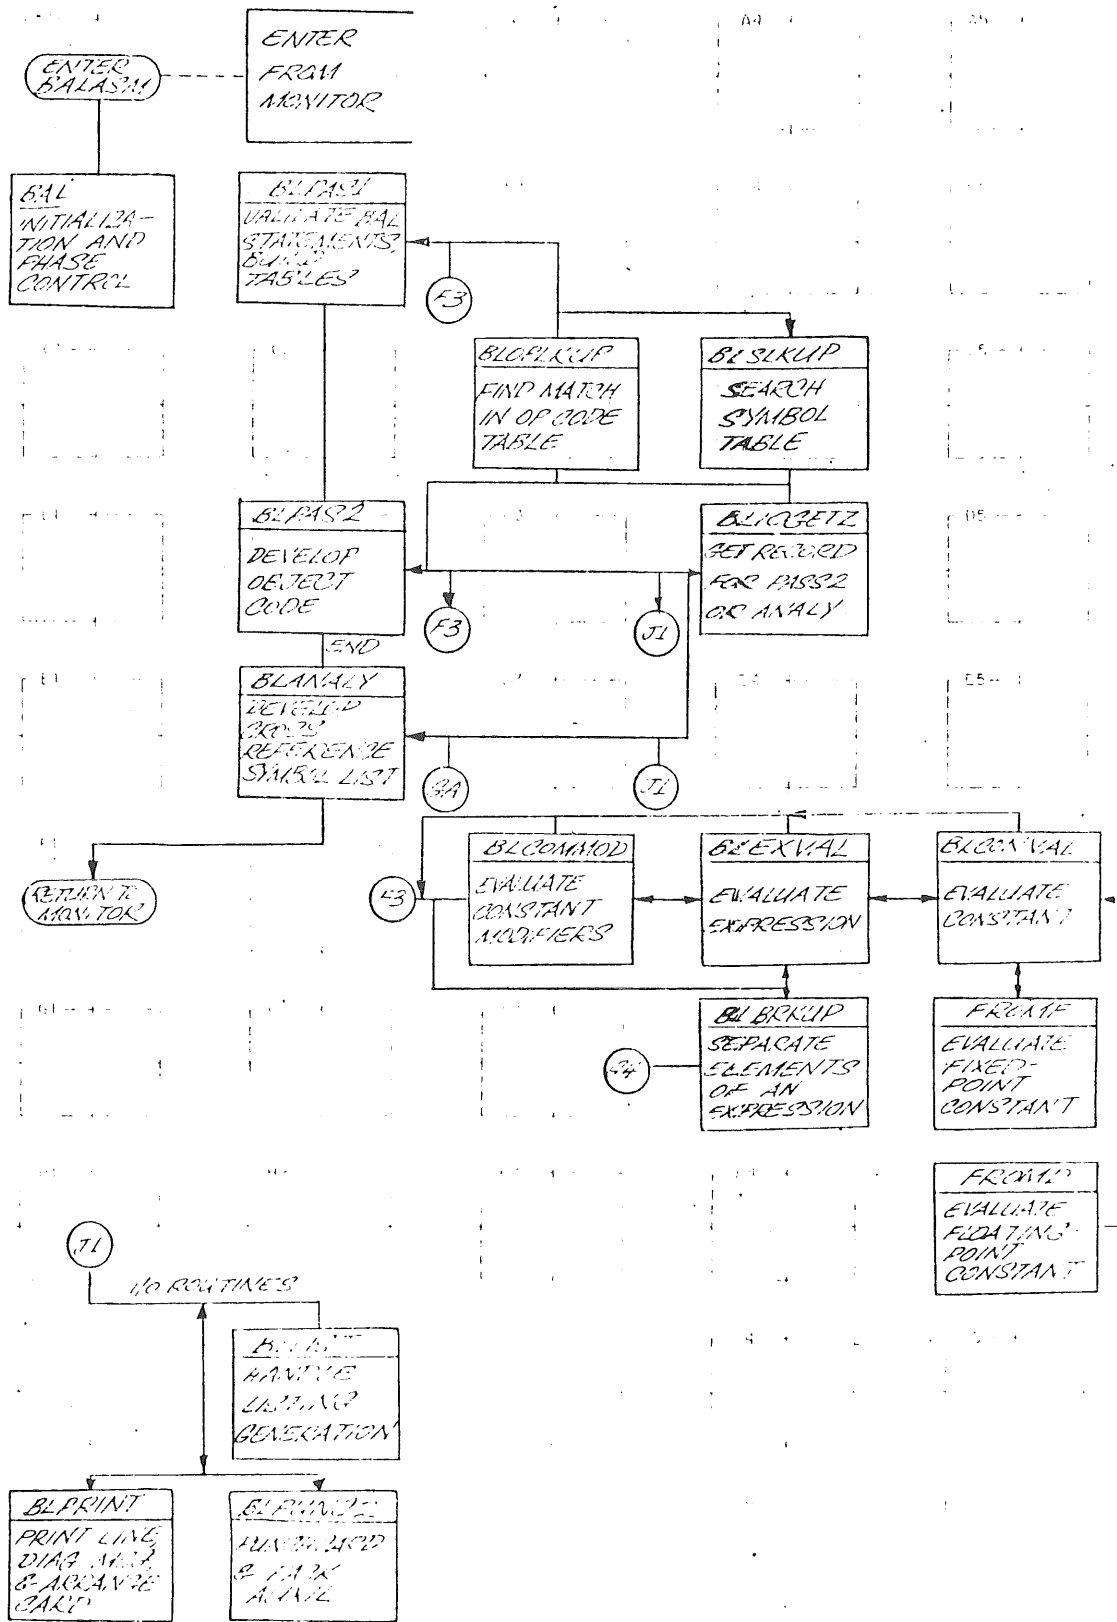 ENTER
BALASM
ENTER
FROM
MONITOR
BAL
INITIALIZA-
TION AND
PHASE
CONTROL
BLPAS1
VALIDATE BAL
STATEMENTS,
BUILD
TABLES
F3
BLOPLKUP
FIND MATCH
IN OP CODE
TABLE
BLSLKUP
SEARCH
SYMBOL
TABLE
BLPAS2
DEVELOP
OBJECT
CODE
F3
J1
GET RECORD
FOR PASS2
OR ANALY
END
BLANALY
DEVELOP
CROSS
REFERENCE
SYMBOL LIST
J1
RETURN TO
MONITOR
F3
BLCOMMOD
EVALUATE
CONSTANT
MODIFIERS
BLEXVAL
EVALUATE
EXPRESSION
BLCONVAL
EVALUATE
CONSTANT
G4
BLBRKUP
SEPARATE
ELEMENTS
OF AN
EXPRESSION
FROMF
EVALUATE
FIXED-
POINT
CONSTANT
FROMD
EVALUATE
FLOATING-
POINT
CONSTANT
J1
I/O ROUTINES
HANDLE
LISTING
GENERATION
BLPRINT
PRINT LINE,
DIAG
& ARRANGE
CARD
PUNCH CARD
&